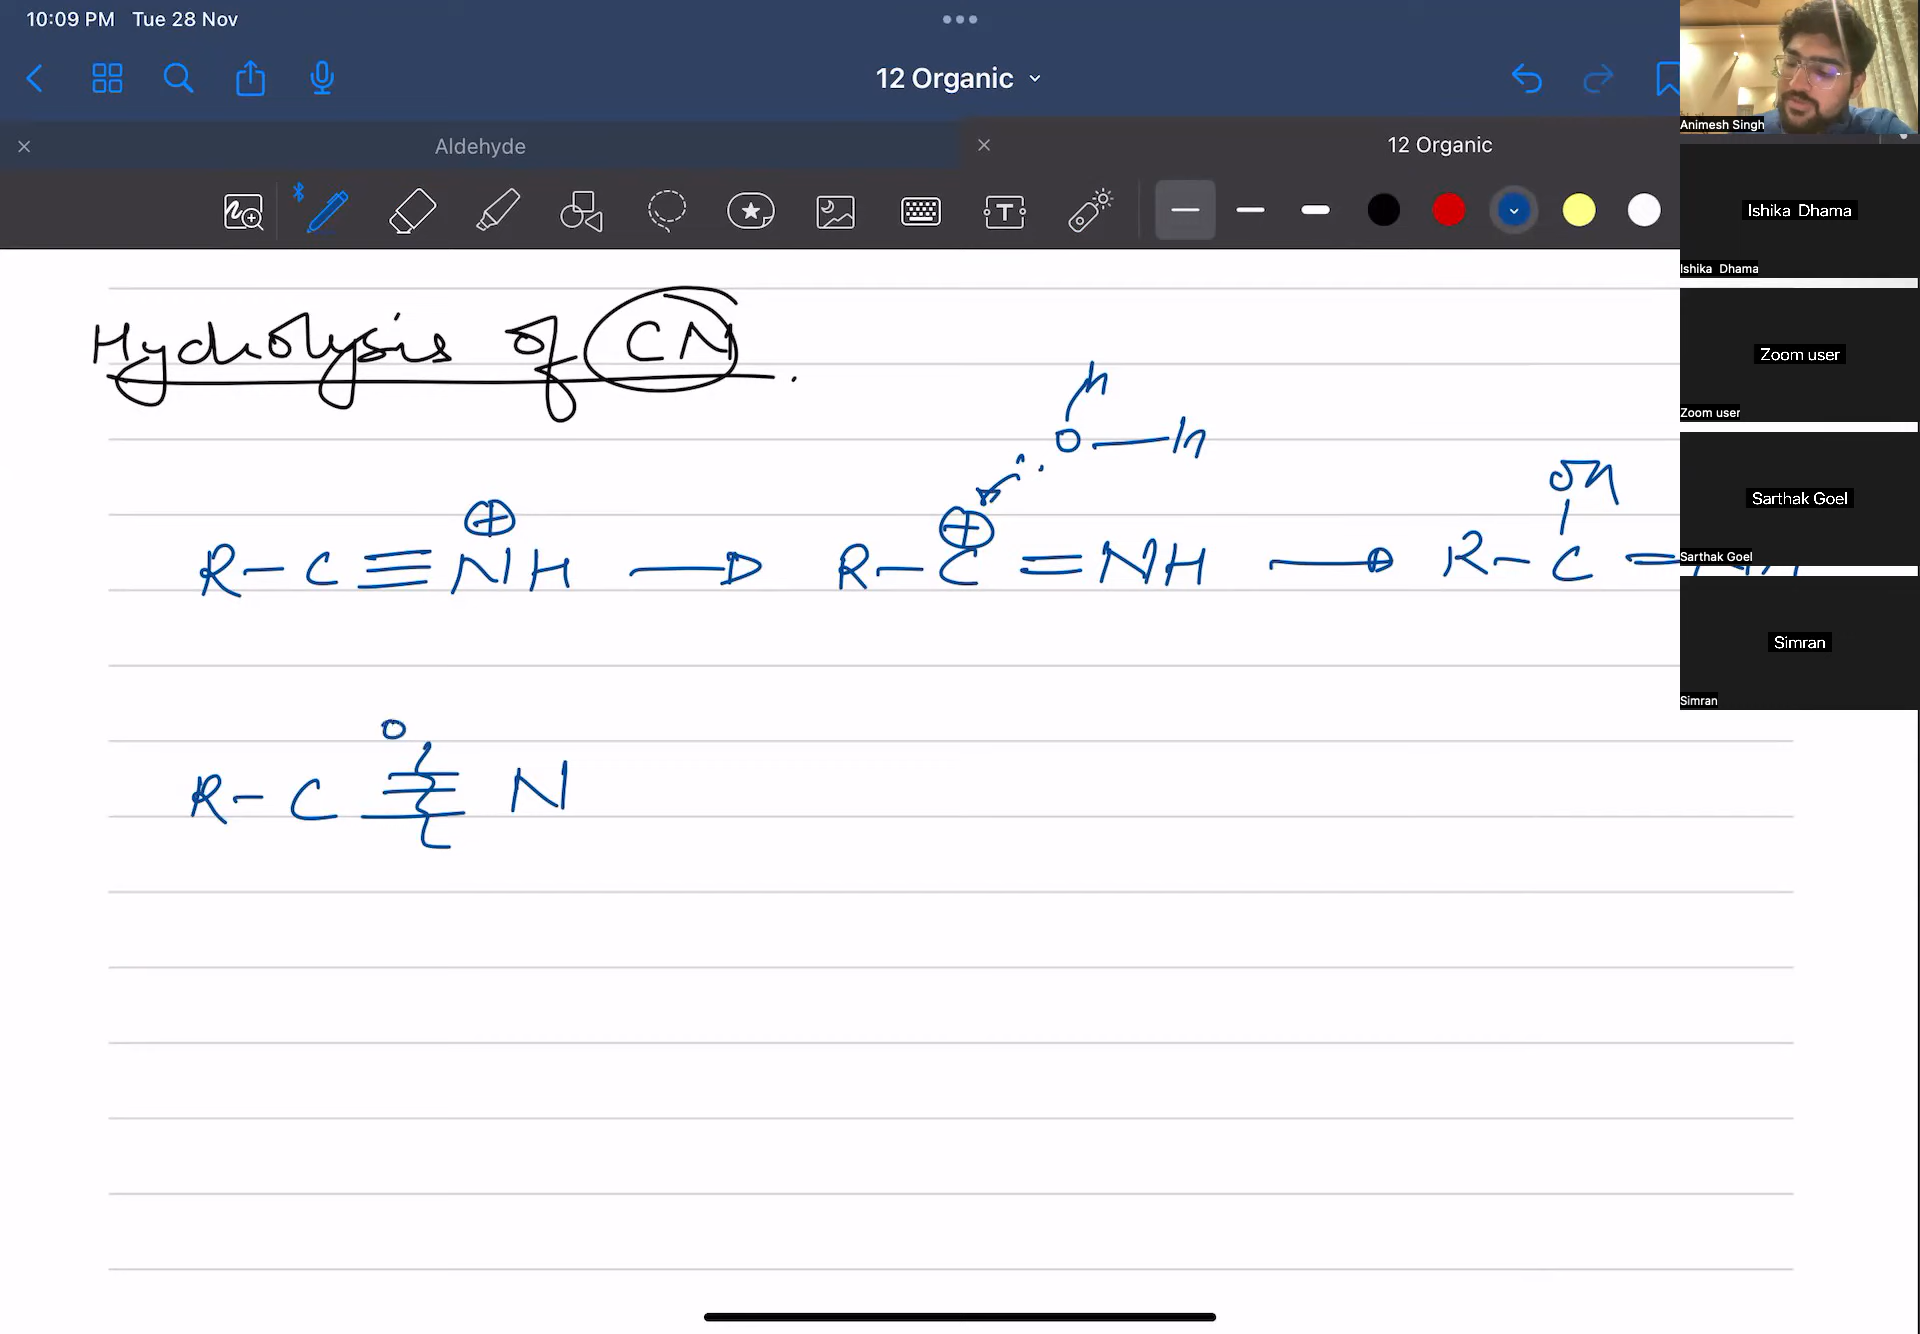 10:09 PM Tue 28 Nov
12 Organic
Aldehyde
12 Organic
T
Hydrolysis of CN.
H
O—H
⊕ ⊕ OH
R-C≡NH → R-C=NH → R-C=
O
R-C≡N
Animesh Singh
Ishika Dhama
Ishika Dhama
Zoom user
Zoom user
Sarthak Goel
Sarthak Goel
Simran
Simran